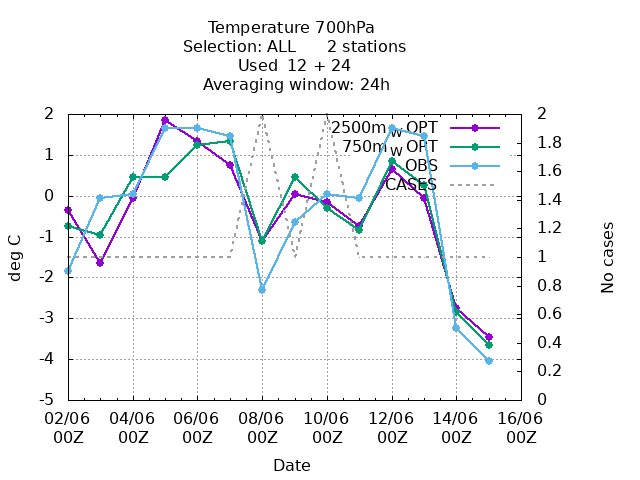 Temperature 700hPa
Selection: ALL 2 stations
Used 12 + 24
Averaging window: 24h
2500m w OPT
750m w OPT
OBS
CASES
2
1
0
-1
-2
-3
-4
-5
deg C
2
1.8
1.6
1.4
1.2
1
0.8
0.6
0.4
0.2
0
No cases
02/06 04/06 06/06 08/06 10/06 12/06 14/06 16/06
00Z 00Z 00Z 00Z 00Z 00Z 00Z 00Z
Date